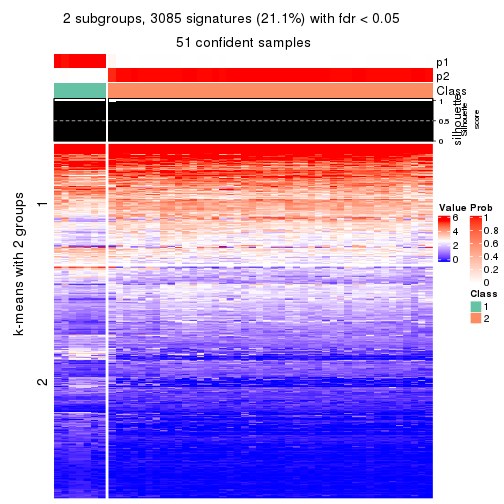 2 subgroups, 3085 signatures (21.1%) with fdr < 0.05
51 confident samples
p1
p2
Class
1
0.5
0
silhouette
Silhouette
score
k-means with 2 groups
1
2
Value
6
4
2
0
Prob
1
0.8
0.6
0.4
0.2
0
Class
1
2